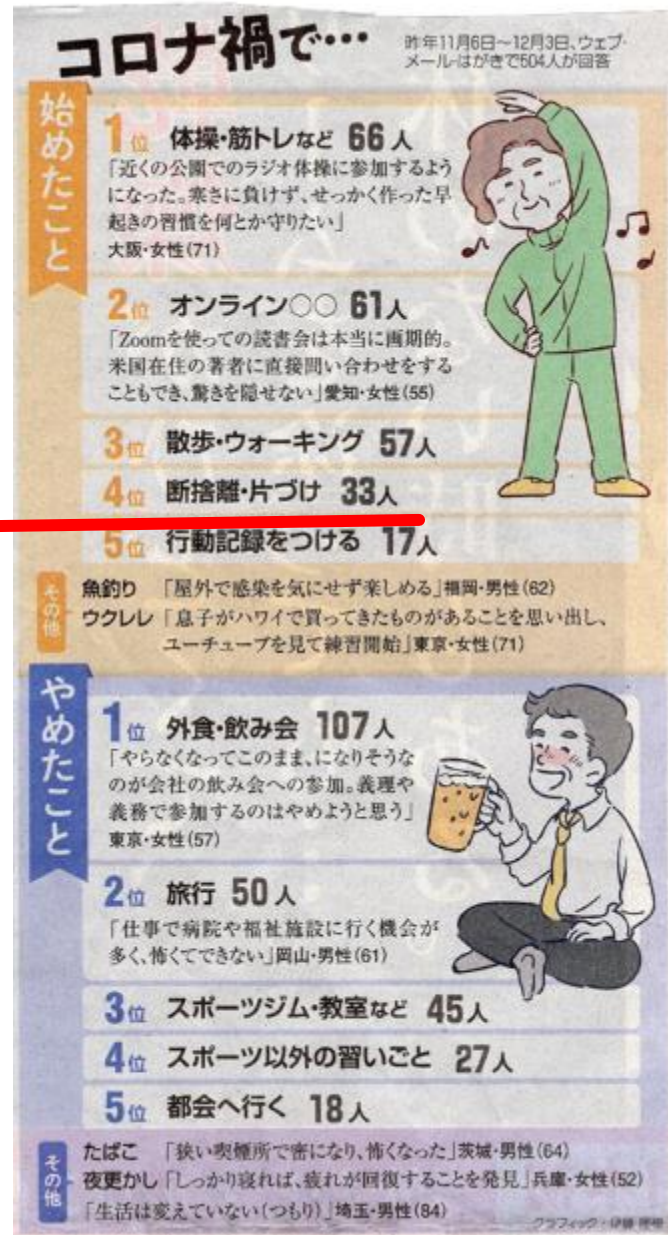 コロナ禍で…
昨年11月6日～12月3日、ウェブ・
メール・はがきで504人が回答
始めたこと
1位 体操・筋トレなど 66人
「近くの公園でのラジオ体操に参加するよう
になった。寒さに負けず、せっかく作った早
起きの習慣を何とか守りたい」
大阪・女性(71)
2位 オンライン○○ 61人
「Zoomを使っての読書会は本当に画期的。
米国在住の著者に直接問い合わせをする
こともでき、驚きを隠せない」愛知・女性(55)
3位 散歩・ウォーキング 57人
4位 断捨離・片づけ 33人
5位 行動記録をつける 17人
その他
魚釣り 「屋外で感染を気にせず楽しめる」福岡・男性(62)
ウクレレ 「息子がハワイで買ってきたものがあることを思い出し、
ユーチューブを見て練習開始」東京・女性(71)
やめたこと
1位 外食・飲み会 107人
「やらなくなってこのまま、になりそうな
のが会社の飲み会への参加。義理や
義務で参加するのはやめようと思う」
東京・女性(57)
2位 旅行 50人
「仕事で病院や福祉施設に行く機会が
多く、怖くてできない」岡山・男性(61)
3位 スポーツジム・教室など 45人
4位 スポーツ以外の習いごと 27人
5位 都会へ行く 18人
その他
たばこ 「狭い喫煙所で密になり、怖くなった」茨城・男性(64)
夜更かし「しっかり寝れば、疲れが回復することを発見」兵庫・女性(52)
「生活は変えていない(つもり)」埼玉・男性(84)
グラフィック・伊藤